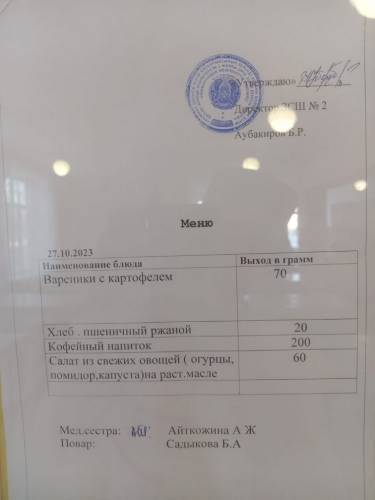 Утверждаю»
Директор ЗСШ № 2
Аубакиров Б.Р.
Меню
27.10.2023
Наименование блюда Выход в грамм
Вареники с картофелем 70
Хлеб . пшеничный ржаной 20
Кофейный напиток 200
Салат из свежих овощей ( огурцы, 60
помидор,капуста)на раст.масле
Мед.сестра: Айткожина А Ж
Повар: Садыкова Б.А